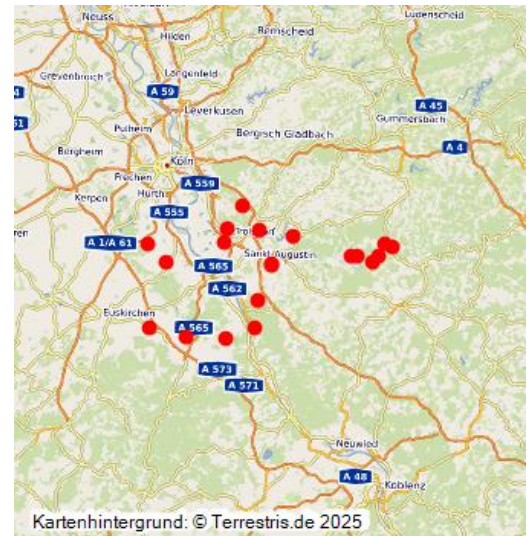 Neuss
Hilden
Remscheid
Lüdenscheid
Grevenbroich
Langenfeld
A 59
A 45
Leverkusen
Gummersbach
Pulheim
Bergisch Gladbach
A 4
Bergheim
Köln
Frechen
A 559
Kerpen
Hürth
A 555
A 1/A 61
Sankt Augustin
A 565
A 562
Euskirchen
A 565
A 573
A 571
Neuwied
A 48
Koblenz
Kartenhintergrund: © Terrestris.de 2025